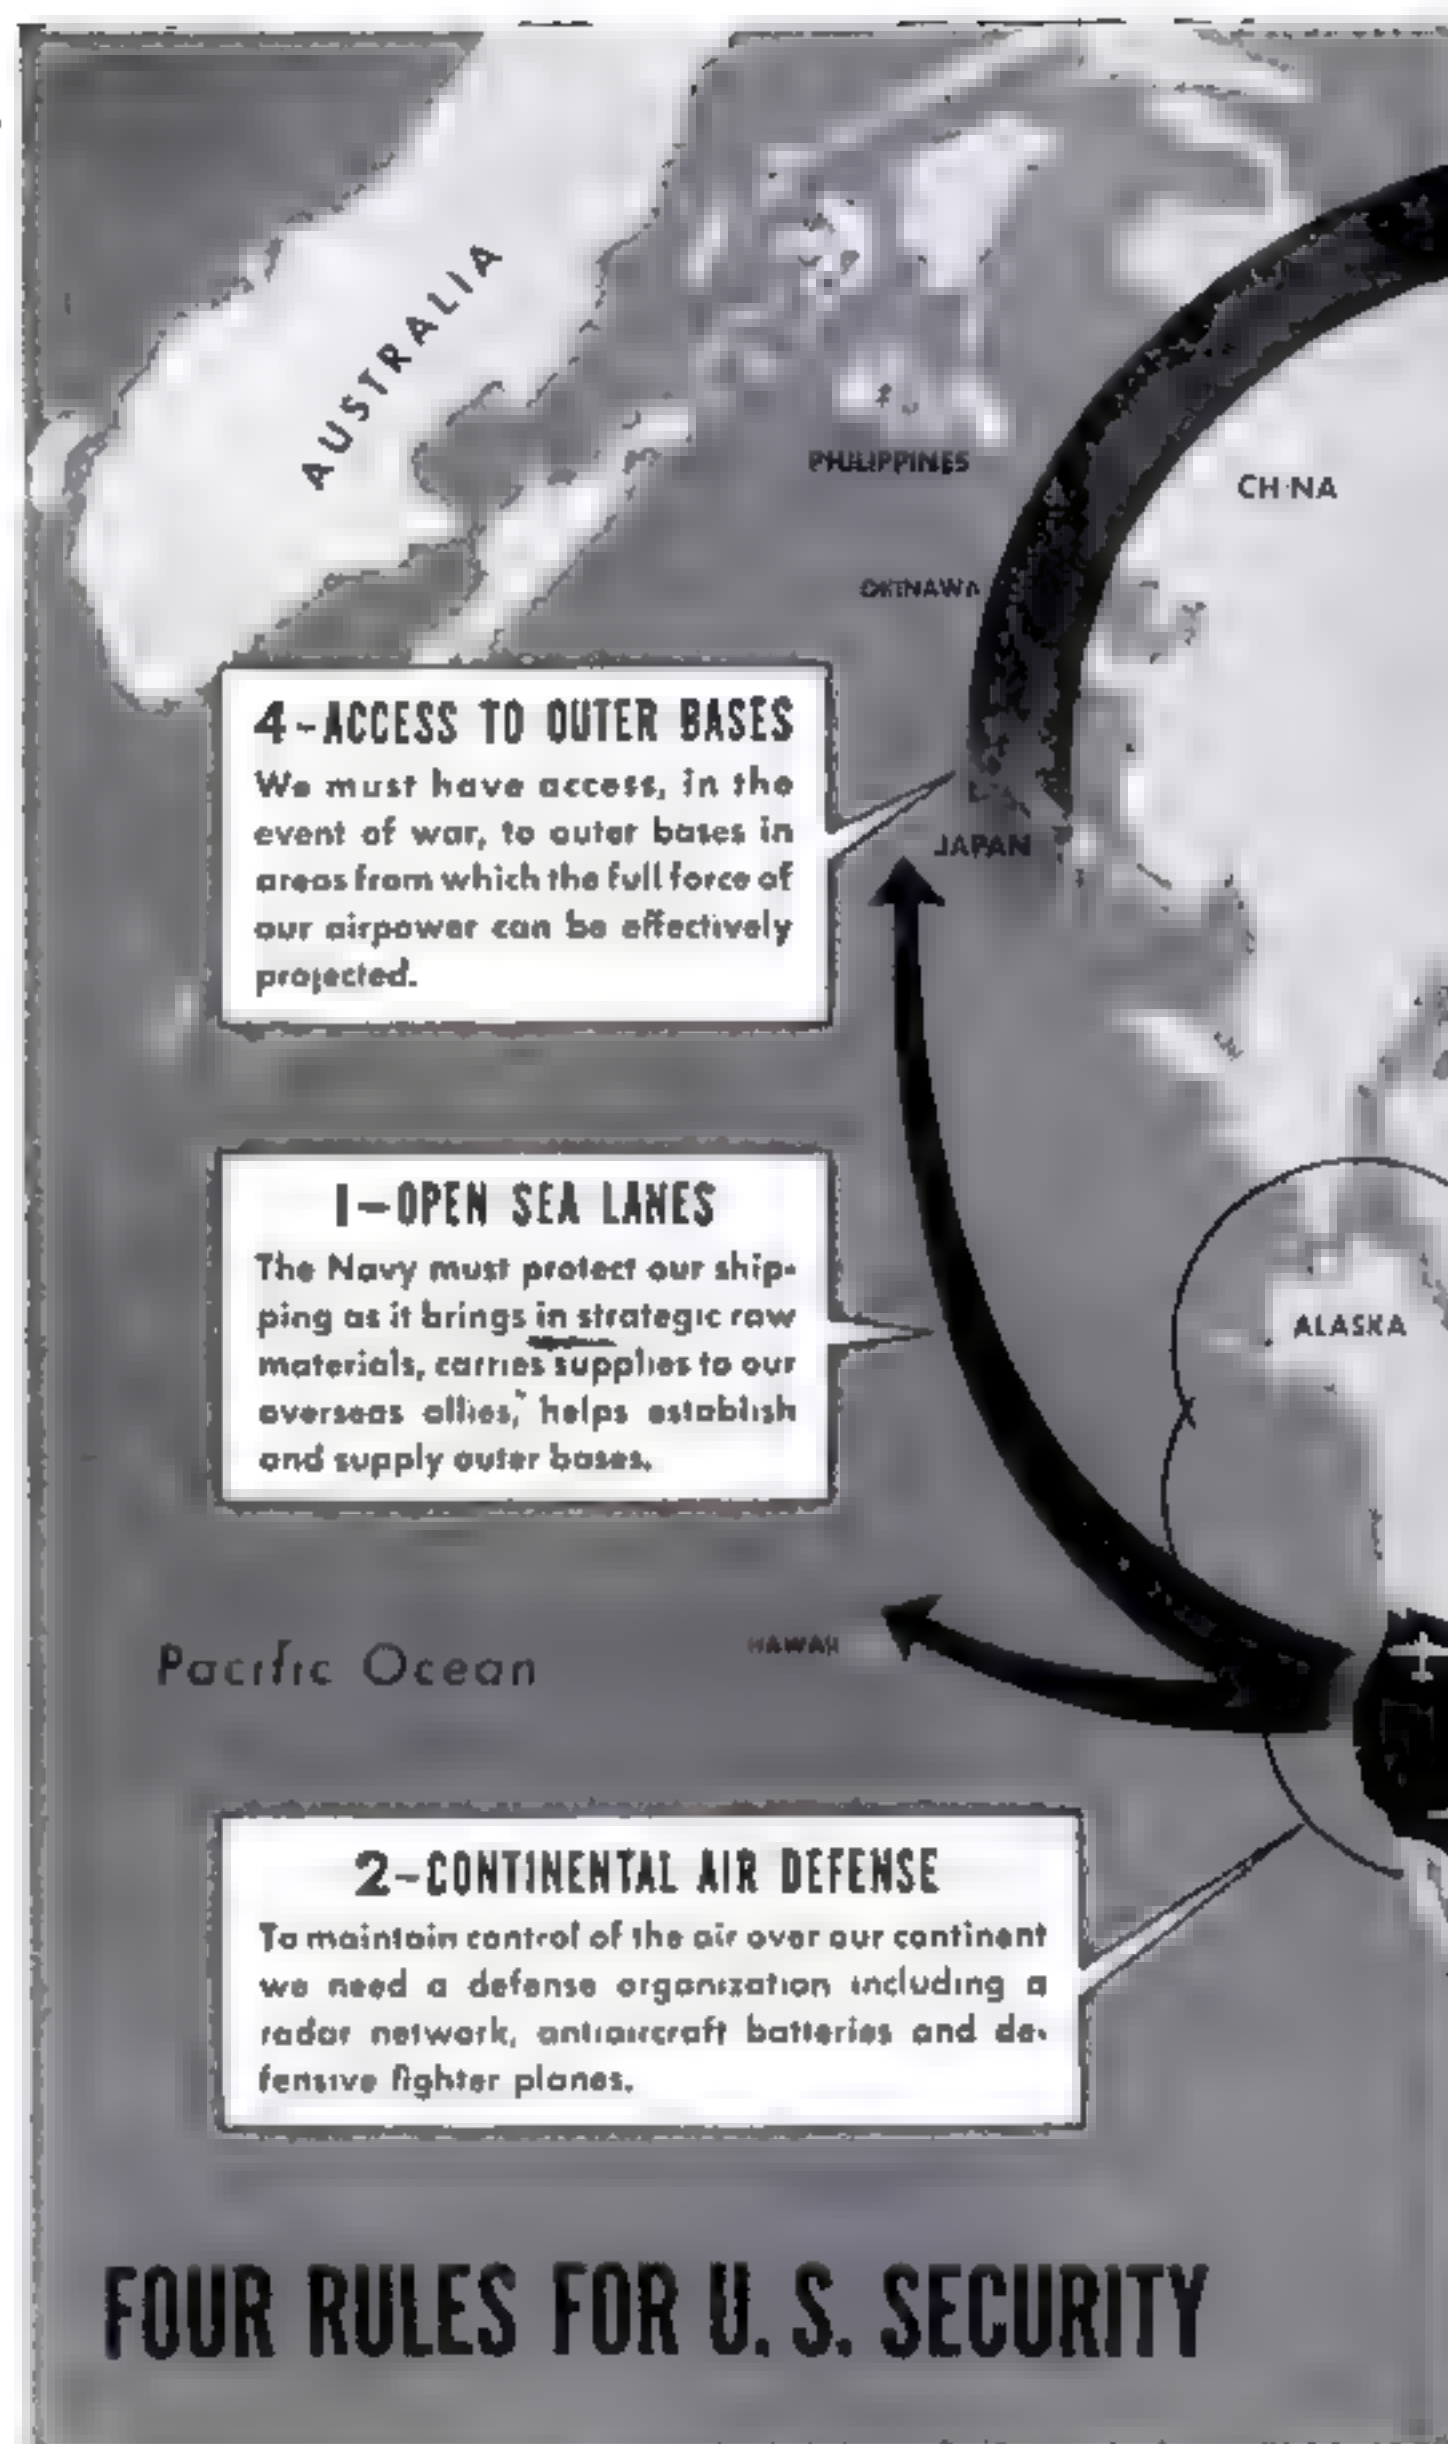 AUSTRALIA
PHILIPPINES
CHINA
OKINAWA
4-ACCESS TO OUTER BASES
We must have access, in the
event of war, to outer bases in
areas from which the full force of
our airpower can be effectively
projected.
JAPAN
1-OPEN SEA LANES
The Navy must protect our ship-
ping as it brings in strategic raw
materials, carries supplies to our
overseas allies, helps establish
and supply outer bases.
ALASKA
Pacific Ocean
HAWAII
2-CONTINENTAL AIR DEFENSE
To maintain control of the air over our continent
we need a defense organization including a
radar network, antiaircraft batteries and de-
fensive fighter planes.
FOUR RULES FOR U. S. SECURITY